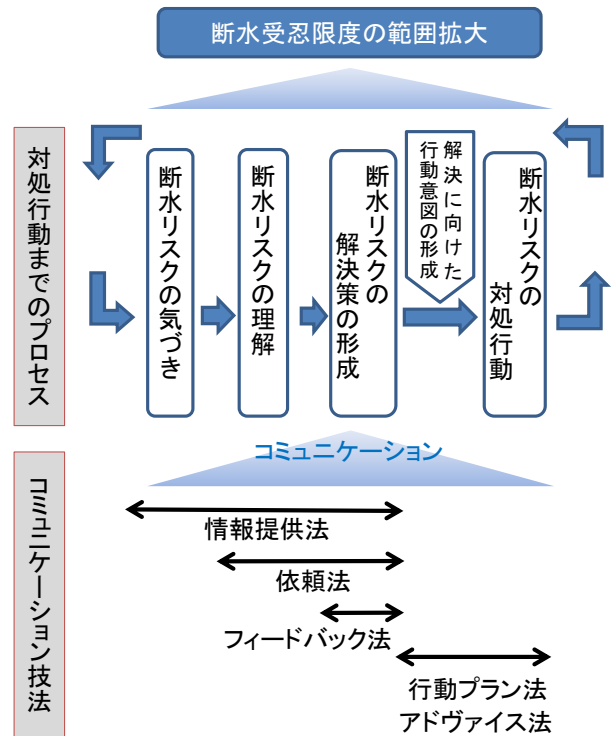 断水受忍限度の範囲拡大
対処行動までのプロセス
断水リスクの気づき
断水リスクの理解
断水リスクの
解決策の形成
解決に向けた
行動意図の形成
断水リスクの
対処行動
コミュニケーション
コミュニケーション技法
情報提供法
依頼法
フィードバック法
行動プラン法
アドヴァイス法